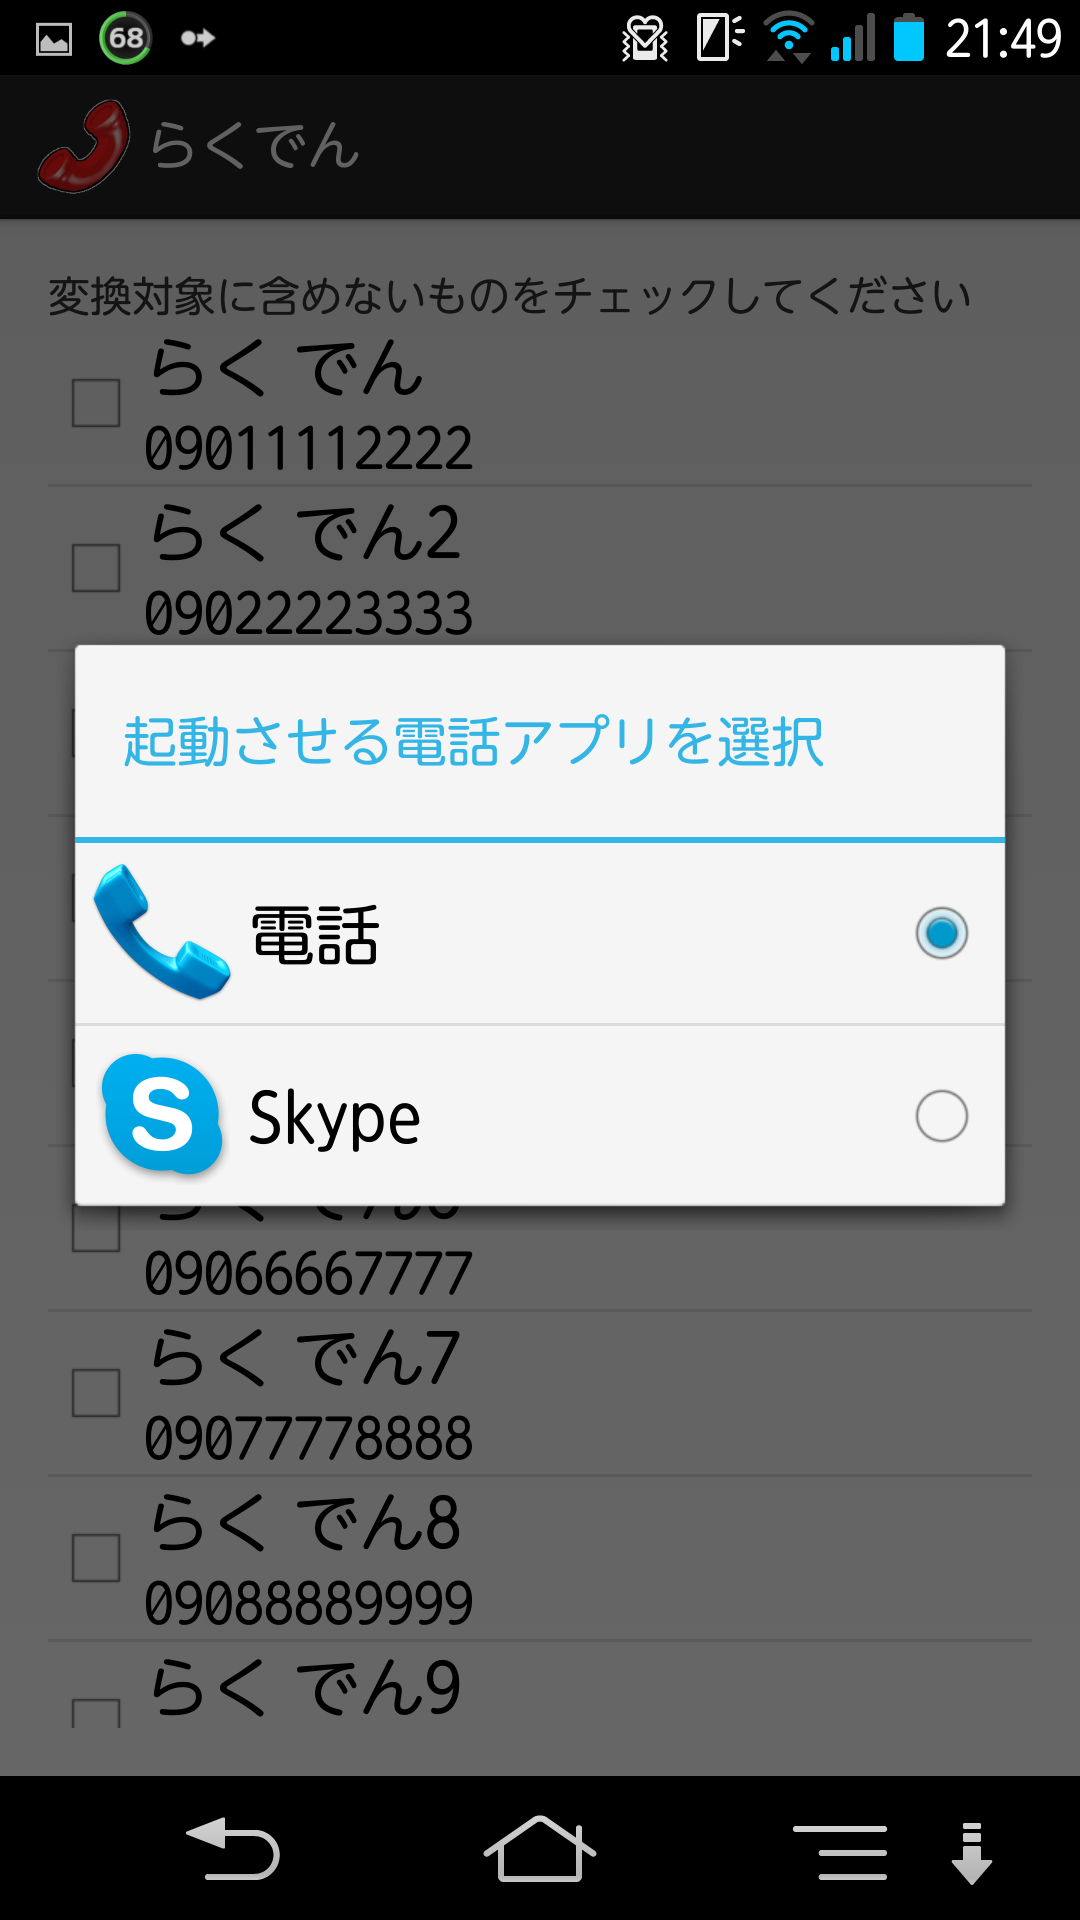 68
21:49
らくでん
変換対象に含めないものをチェックしてください
らく でん
09011112222
らく でん2
09022223333
起動させる電話アプリを選択
電話
S
Skype
09066667777
らく でん7
09077778888
らく でん8
09088889999
らく でん9